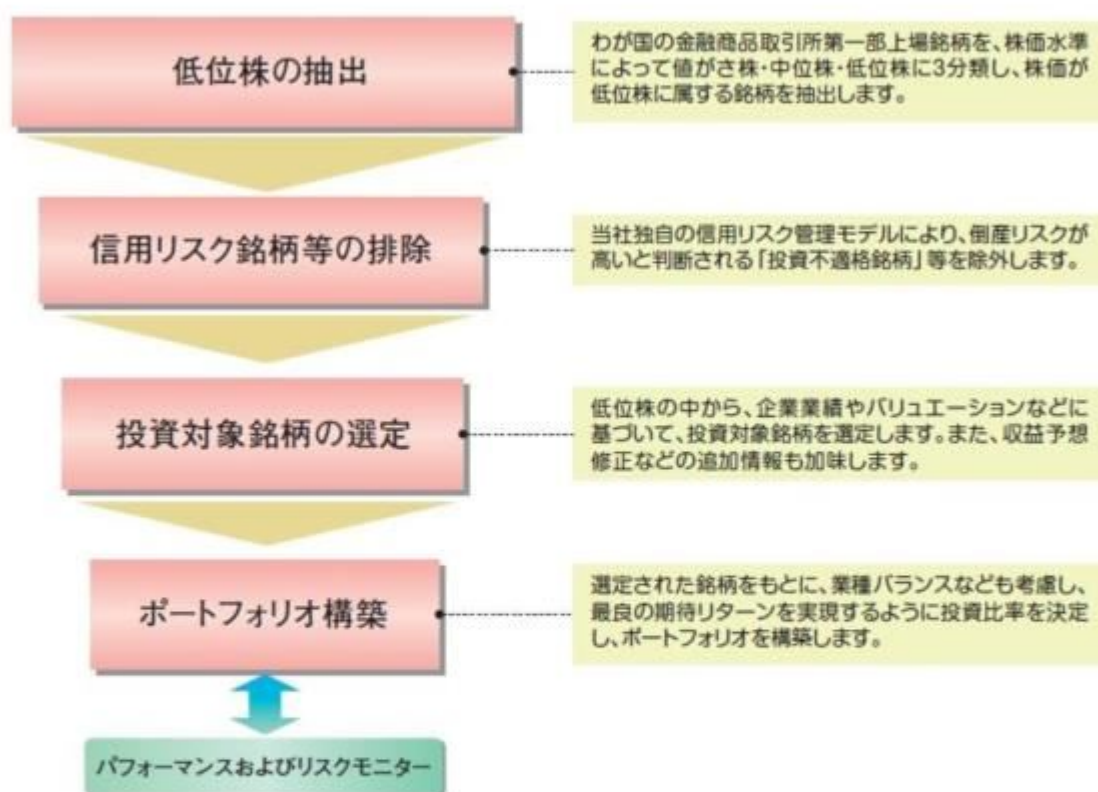 低位株の抽出
わが国の金融商品取引所第一部上場銘柄を、株価水準
によって値がさ株・中位株・低位株に3分類し、株価が
低位株に属する銘柄を抽出します。
信用リスク銘柄等の排除
当社独自の信用リスク管理モデルにより、倒産リスクが
高いと判断される「投資不適格銘柄」等を除外します。
投資対象銘柄の選定
低位株の中から、企業業績やバリュエーションなどに
基づいて、投資対象銘柄を選定します。また、収益予想
修正などの追加情報も加味します。
ポートフォリオ構築
選定された銘柄をもとに、業種バランスなども考慮し、
最良の期待リターンを実現するように投資比率を決定
し、ポートフォリオを構築します。
パフォーマンスおよびリスクモニター